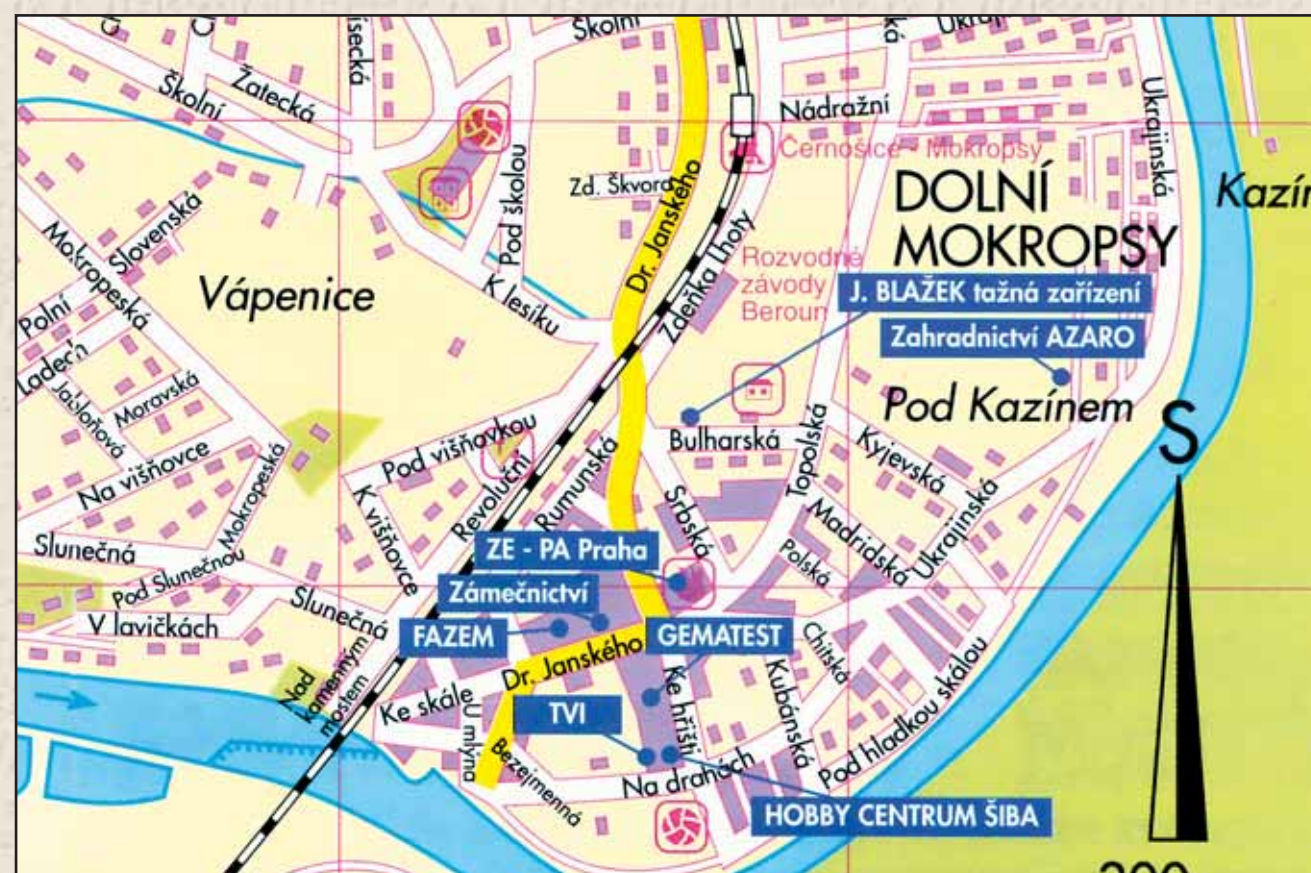 Školní
Ukrajinská
Žatecká
Školní
Nádražní
Ukrajinská
Černošice - Mokropsy
Pod školou
Zd. Škvora
DOLNÍ
MOKROPSY
Kazín
Slovenská
Mokropeská
Dr. Janského
Zdeňka Lhoty
Rozvodné
závody
Beroun
J. BLAŽEK tažná zařízení
Vápenice
K lesíku
Polní
Zahradnictví AZARO
Ladech
Jabloňová
Moravská
Pod Kazínem
S
Pod višňovkou
Bulharská
Topolská
Kyjevská
Na višňovce
Mokropeská
K višňovce
Revoluční
Rumunská
Srbská
Madridská
Ukrajinská
Slunečná
ZE - PA Praha
Polská
Pod Slunečnou
Slunečná
Zámečnictví
V lavičkách
FAZEM
GEMATEST
Chitská
Dr. Janského
Nad
kamenným
mostem
Ke skále
U mlýna
TVI
Ke hřišti
Kubánská
Pod hladkou skálou
Bezejmenná
Na drahách
HOBBY CENTRUM ŠIBA
200